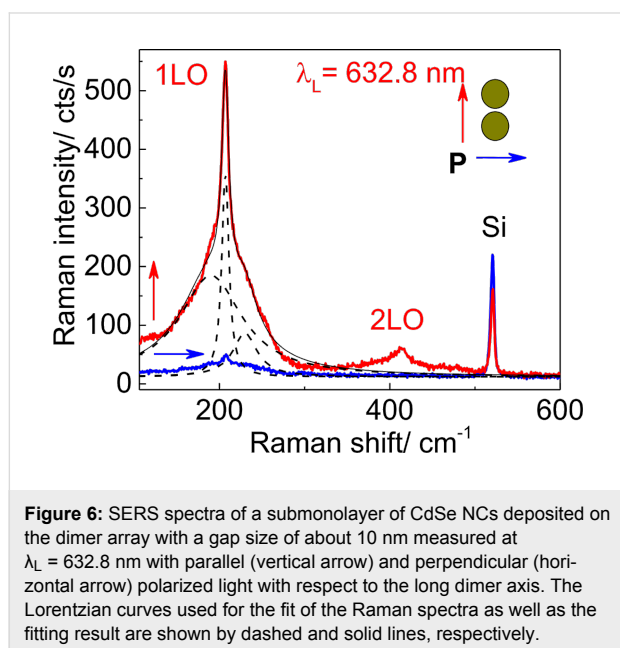 1LO
λL = 632.8 nm
P
Si
2LO
500
400
300
200
100
0
Raman intensity/ cts/s
200
400
600
Raman shift/ cm-1
Figure 6: SERS spectra of a submonolayer of CdSe NCs deposited on
the dimer array with a gap size of about 10 nm measured at
λL = 632.8 nm with parallel (vertical arrow) and perpendicular (hori-
zontal arrow) polarized light with respect to the long dimer axis. The
Lorentzian curves used for the fit of the Raman spectra as well as the
fitting result are shown by dashed and solid lines, respectively.